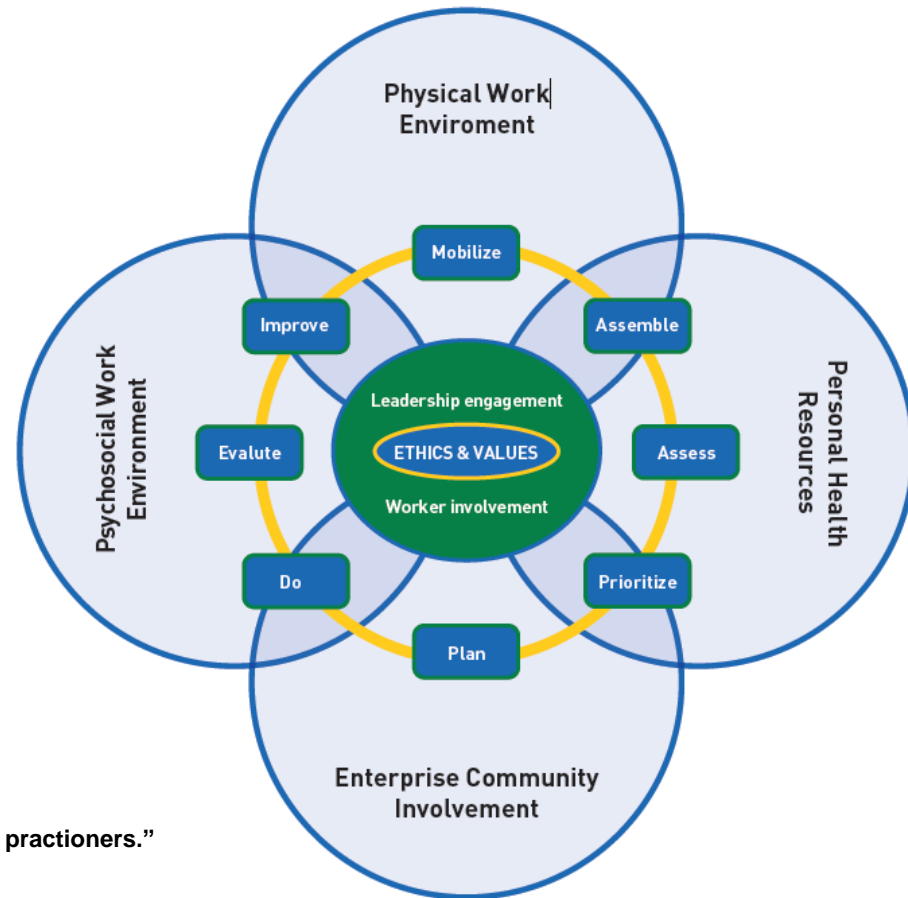 Physical Work
Enviroment
Mobilize
Improve
Assemble
Psychosocial Work
Environment
Leadership engagement
Personal Health
Resources
Evalute
ETHICS & VALUES
Assess
Worker involvement
Do
Prioritize
Plan
Enterprise Community
Involvement
practioners.”